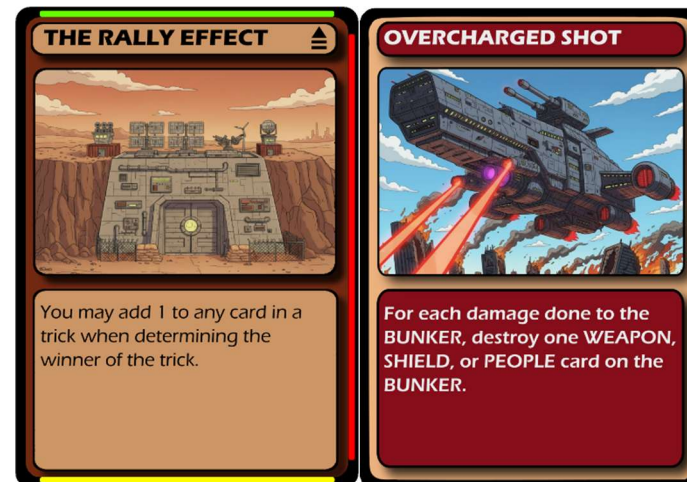 THE RALLY EFFECT
You may add 1 to any card in a
trick when determining the
winner of the trick.
OVERCHARGED SHOT
For each damage done to the
BUNKER, destroy one WEAPON,
SHIELD, or PEOPLE card on the
BUNKER.